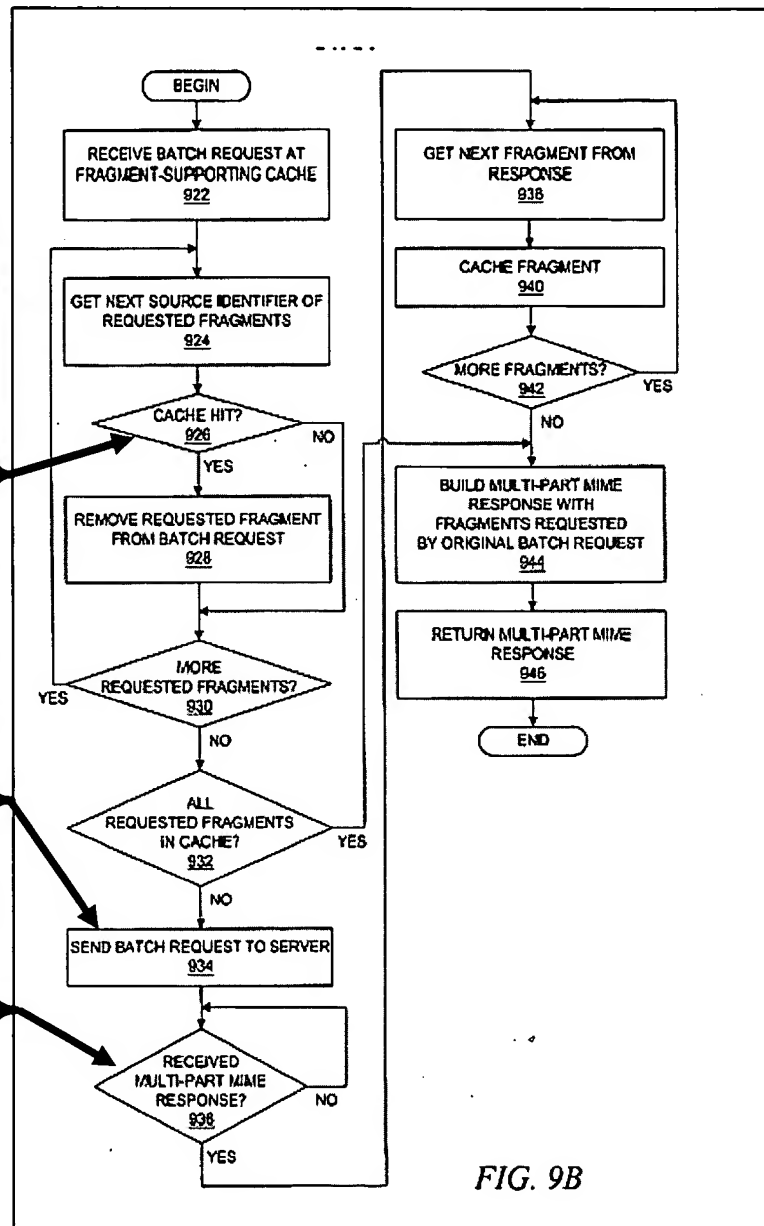 BEGIN
RECEIVE BATCH REQUEST AT
FRAGMENT-SUPPORTING CACHE
922
GET NEXT SOURCE IDENTIFIER OF
REQUESTED FRAGMENTS
924
CACHE HIT?
926
NO
YES
REMOVE REQUESTED FRAGMENT
FROM BATCH REQUEST
928
MORE
REQUESTED FRAGMENTS?
930
YES
NO
ALL
REQUESTED FRAGMENTS
IN CACHE?
932
YES
NO
SEND BATCH REQUEST TO SERVER
934
RECEIVED
MULTI-PART MIME
RESPONSE?
936
NO
YES
GET NEXT FRAGMENT FROM
RESPONSE
938
CACHE FRAGMENT
940
MORE FRAGMENTS?
942
YES
NO
BUILD MULTI-PART MIME
RESPONSE WITH
FRAGMENTS REQUESTED
BY ORIGINAL BATCH REQUEST
944
RETURN MULTI-PART MIME
RESPONSE
946
END
FIG. 9B